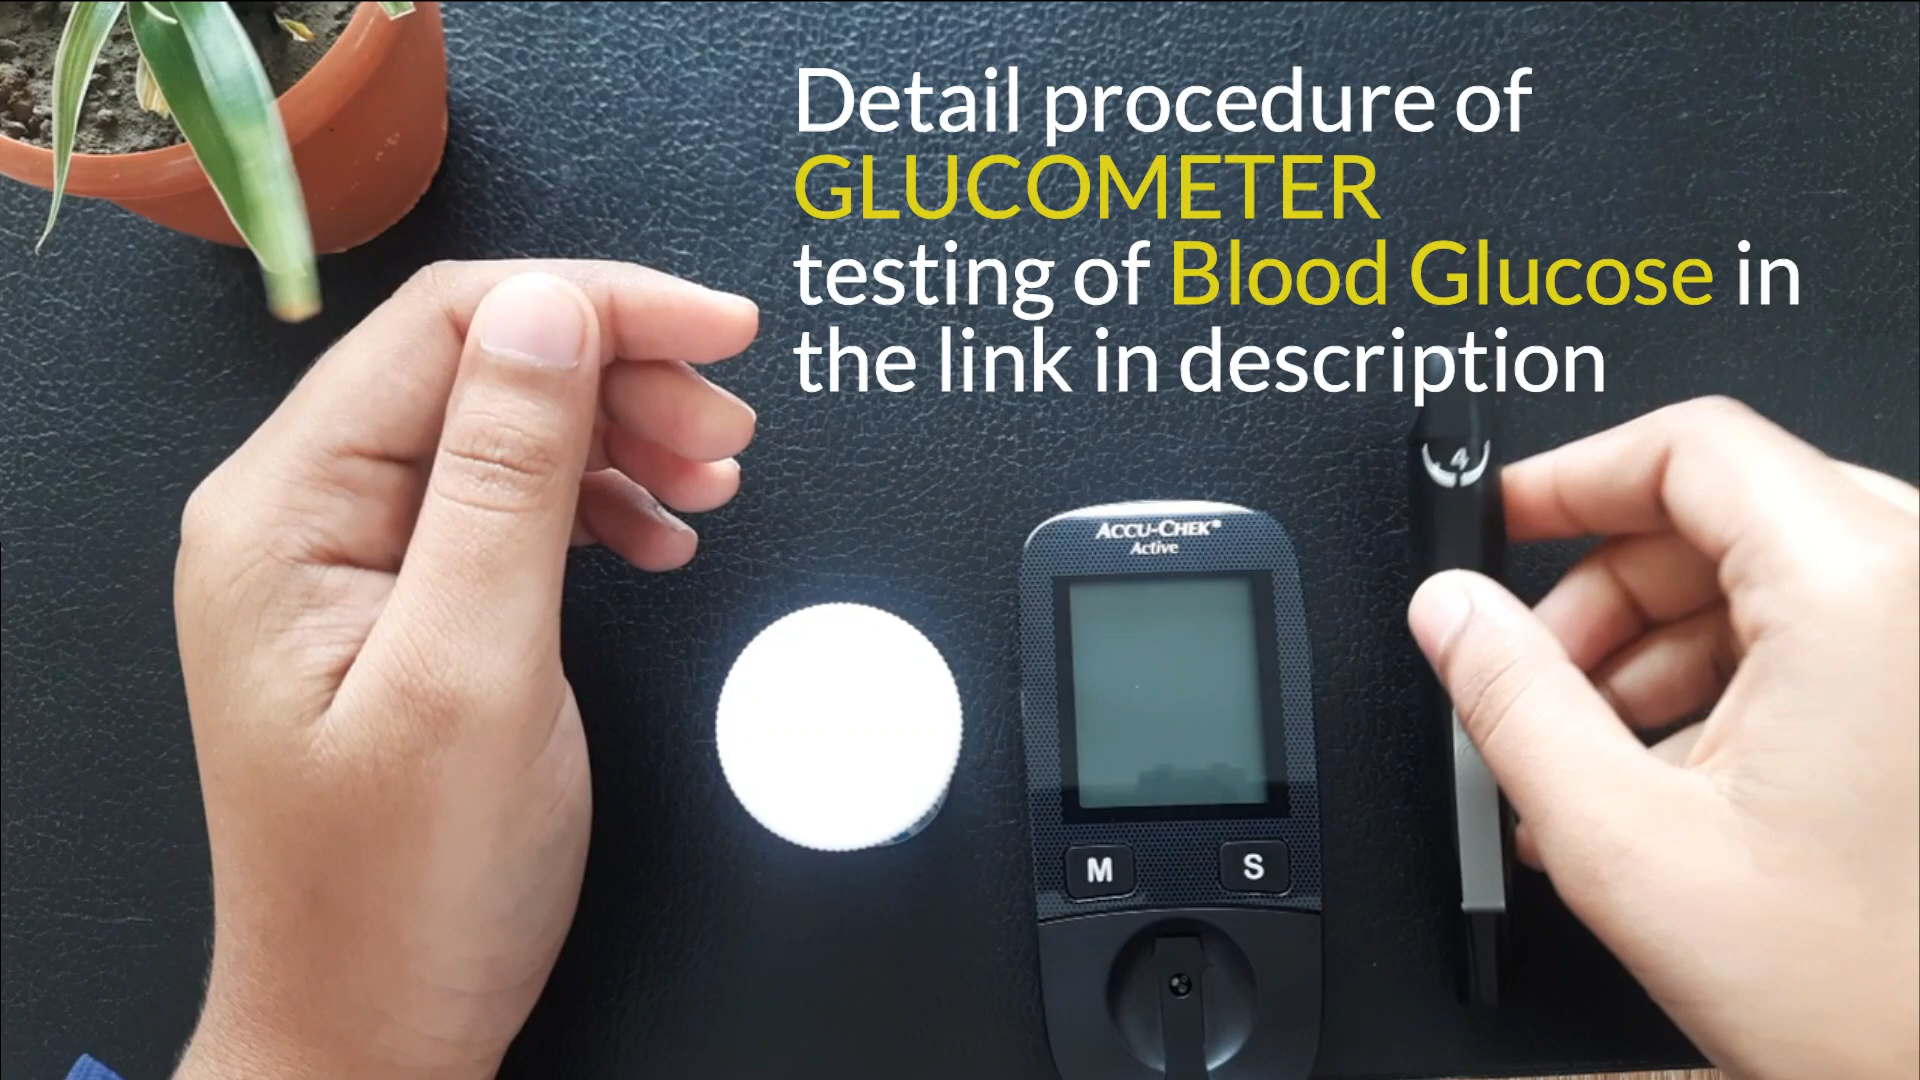 Detail procedure of
GLUCOMETER
testing of Blood Glucose in
the link in description
4
ACCU-CHEK®
Active
M
S